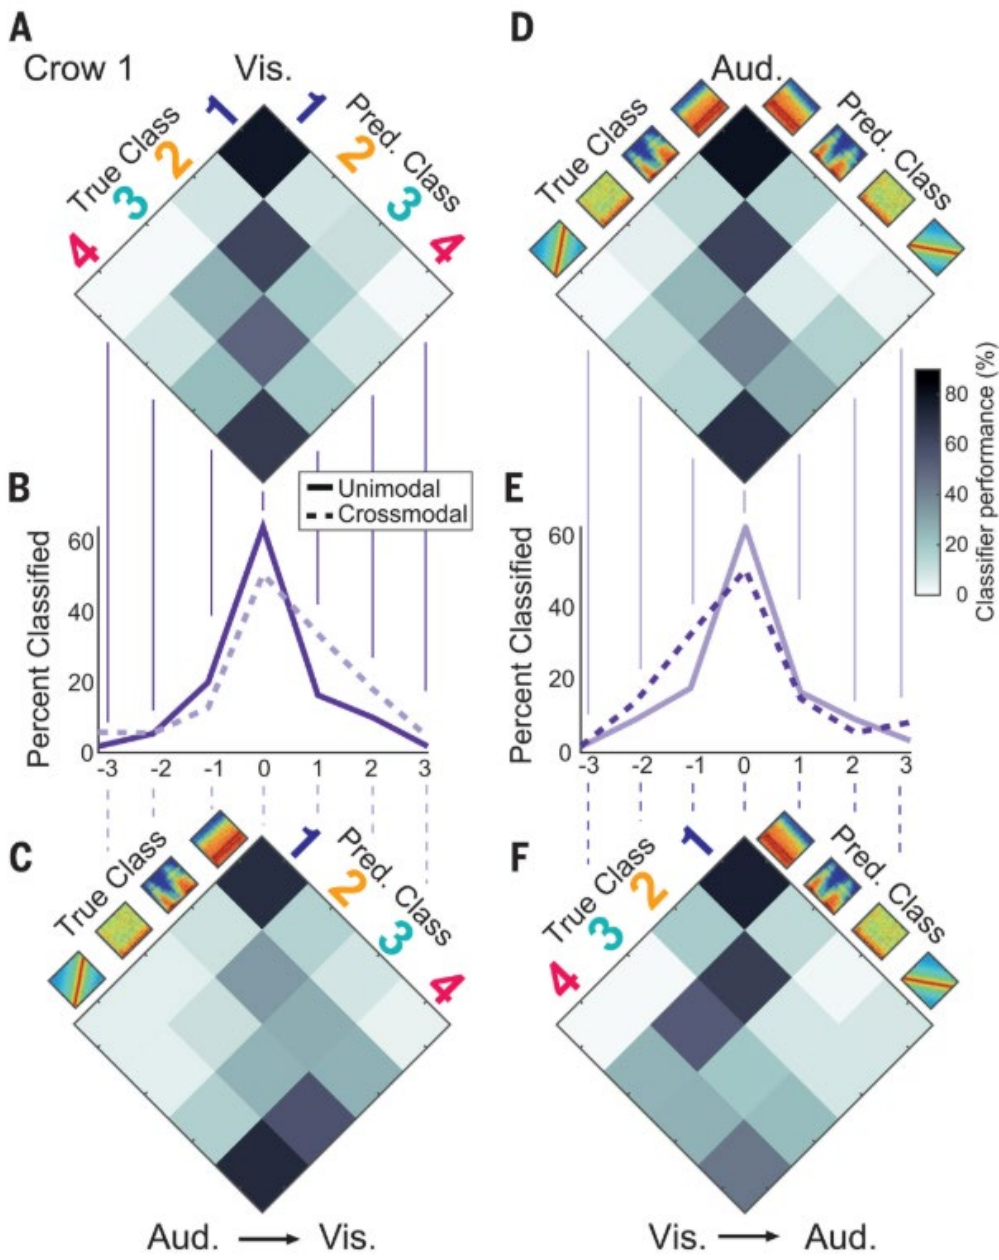 A
Crow 1
Vis.
True Class
Pred. Class
1
2
3
4
1
2
3
4
B
Unimodal
Crossmodal
Percent Classified
60
40
20
0
-3 -2 -1 0 1 2 3
C
True Class
Pred. Class
1
2
3
4
Aud. → Vis.
D
Aud.
True Class
Pred. Class
Classifier performance (%)
80
60
40
20
0
E
Percent Classified
60
40
20
0
-3 -2 -1 0 1 2 3
F
True Class
Pred. Class
1
2
3
4
Vis. → Aud.